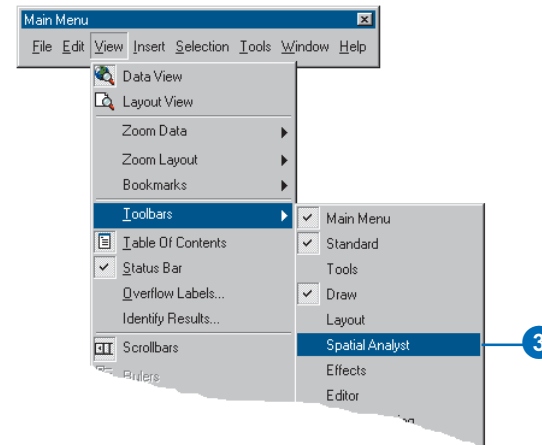 Main Menu
File Edit View Insert Selection Tools Window Help
Data View
Layout View
Zoom Data
Zoom Layout
Bookmarks
Toolbars
Table Of Contents
Status Bar
Overflow Labels...
Identify Results...
Scrollbars
Rulers
Main Menu
Standard
Tools
Draw
Layout
Spatial Analyst
3
Effects
Editor